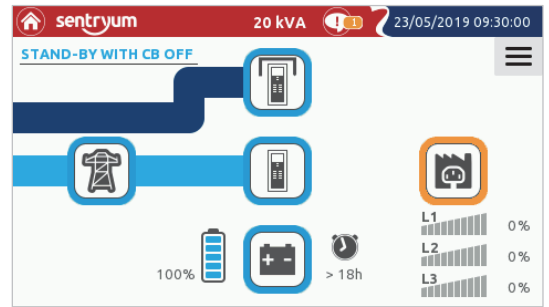 sentryum 20 kVA 1 23/05/2019 09:30:00
STAND-BY WITH CB OFF
L1 0%
L2 0%
100% > 18h
L3 0%